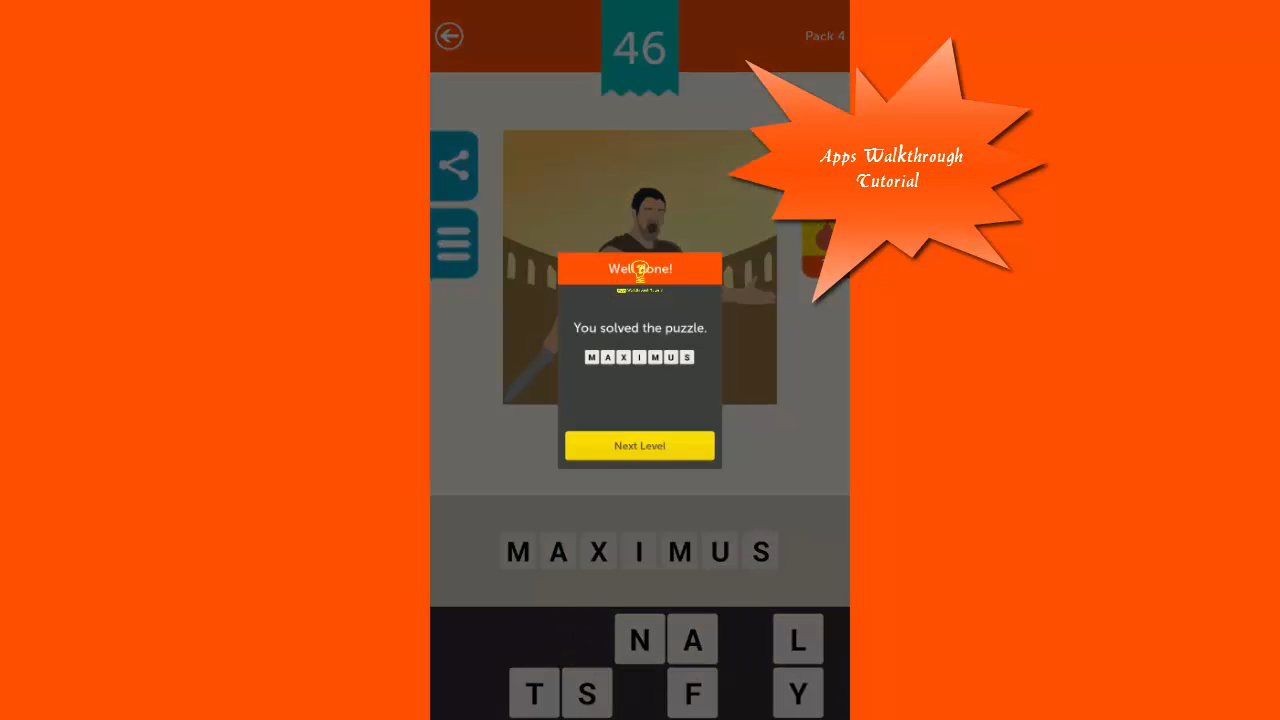 46
Pack 4
Apps Walkthrough
Tutorial
Well done!
You solved the puzzle.
MAXIMUS
Next Level
MAXIMUS
N A L
T S F Y